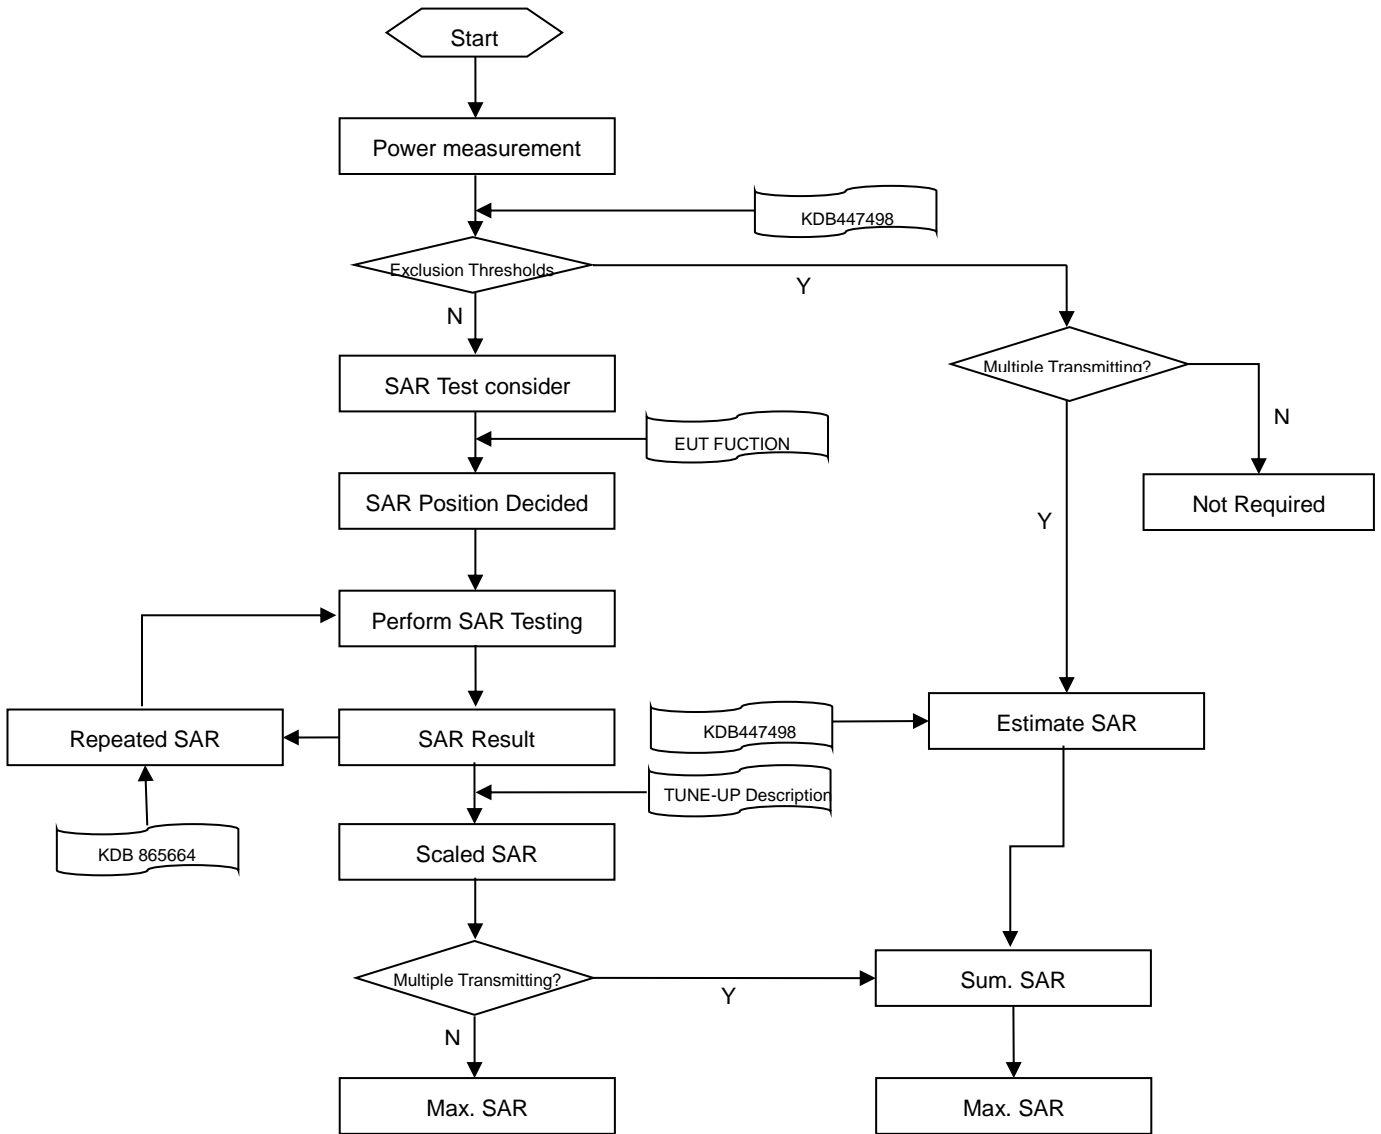 Start
Power measurement
KDB447498
Exclusion Thresholds
Y
N
Multiple Transmitting?
SAR Test consider
N
EUT FUCTION
SAR Position Decided
Not Required
Y
Perform SAR Testing
Repeated SAR
SAR Result
KDB447498
Estimate SAR
TUNE-UP Description
KDB 865664
Scaled SAR
Multiple Transmitting?
Y
Sum. SAR
N
Max. SAR
Max. SAR